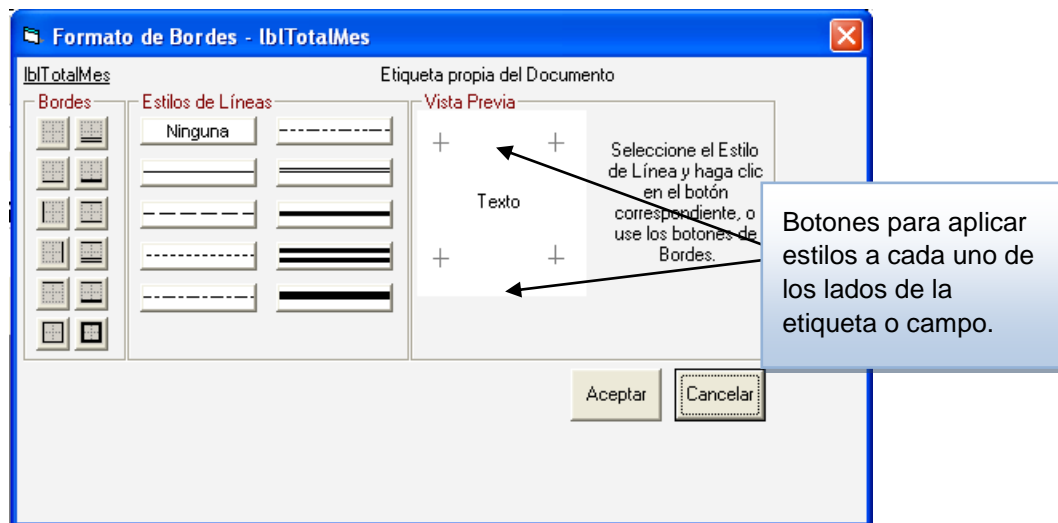 Formato de Bordes - lblTotalMes
lblTotalMes
Etiqueta propia del Documento
Bordes
Estilos de Líneas
Ninguna
Vista Previa
Texto
Seleccione el Estilo
de Línea y haga clic
en el botón
correspondiente, o
use los botones de
Bordes.
Botones para aplicar
estilos a cada uno de
los lados de la
etiqueta o campo.
Aceptar
Cancelar